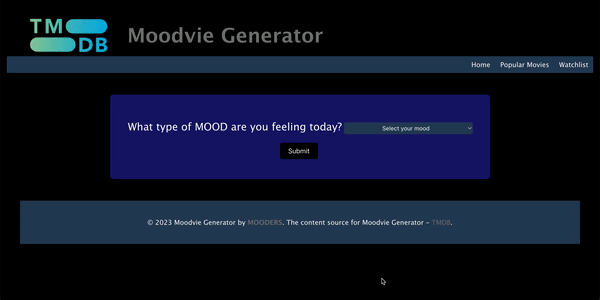 TM
DB
Moodvie Generator
Home Popular Movies Watchlist
What type of MOOD are you feeling today? Select your mood
Submit
© 2023 Moodvie Generator by MOODERS. The content source for Moodvie Generator - TMDB.